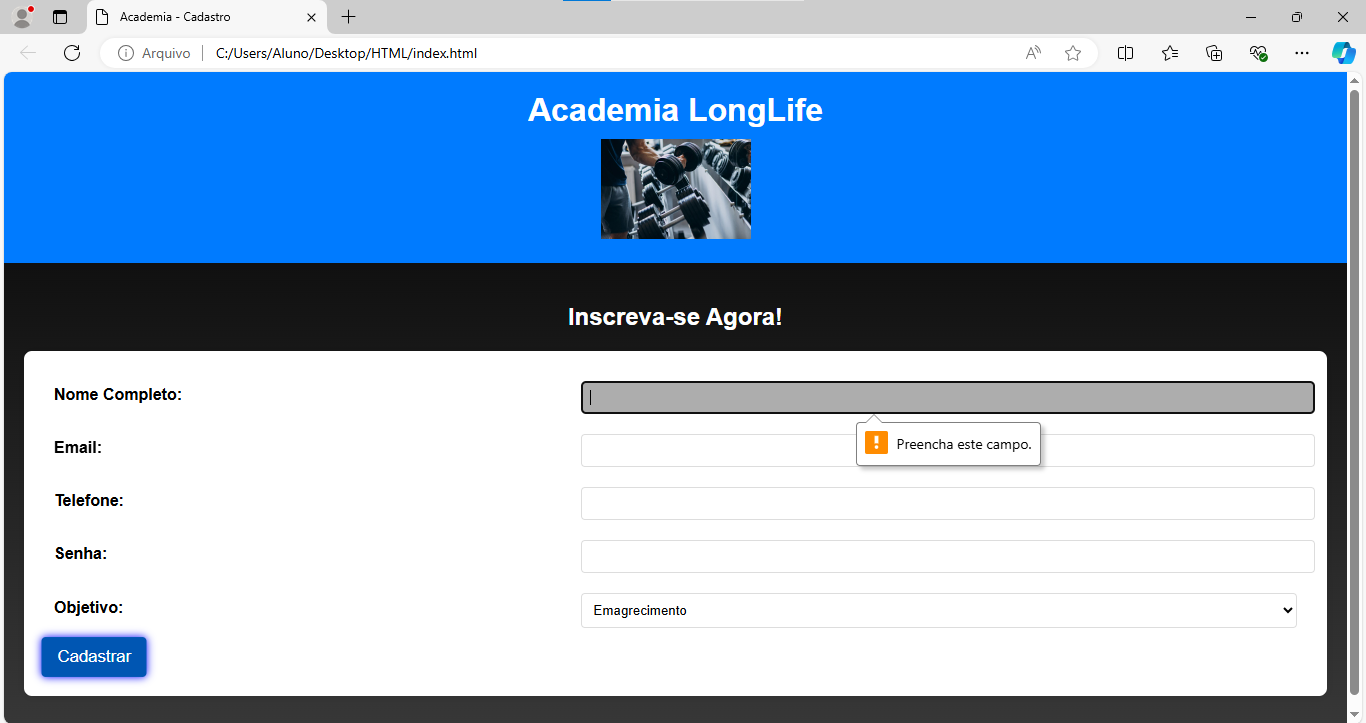 Academia - Cadastro
Arquivo C:/Users/Aluno/Desktop/HTML/index.html
Academia LongLife
Inscreva-se Agora!
Nome Completo:
Preencha este campo.
Email:
Telefone:
Senha:
Objetivo: Emagrecimento
Cadastrar